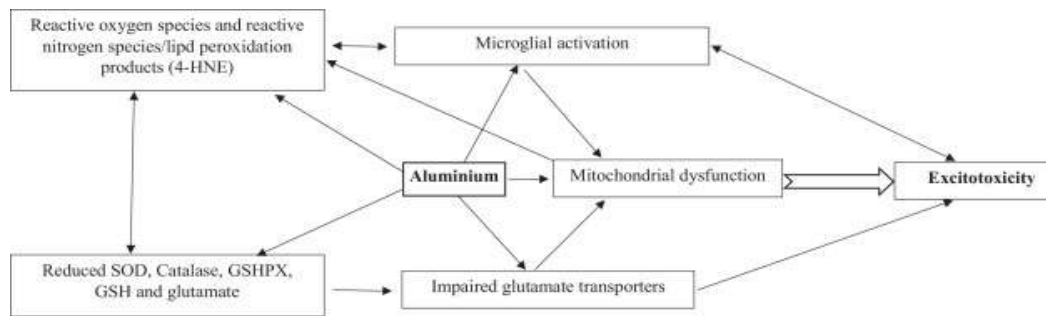 Reactive oxygen species and reactive
nitrogen species/lipd peroxidation
products (4-HNE)
Microglial activation
Aluminium
Mitochondrial dysfunction
Excitotoxicity
Reduced SOD, Catalase, GSHPX,
GSH and glutamate
Impaired glutamate transporters